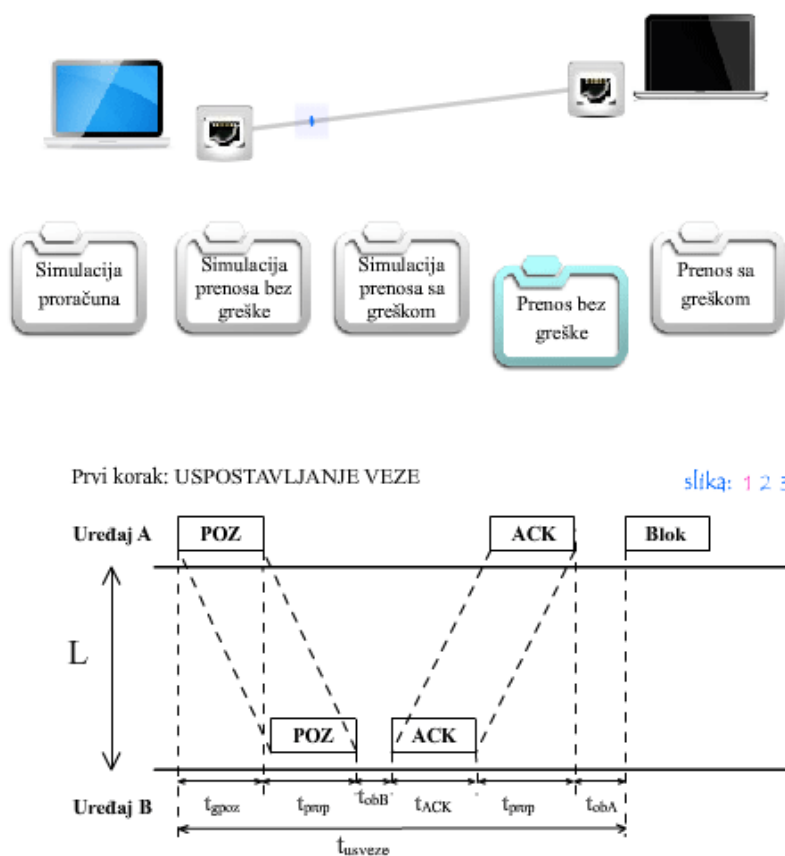 Simulacija
proračuna
Simulacija
prenosa bez
greške
Simulacija
prenosa sa
greškom
Prenos bez
greške
Prenos sa
greškom
Prvi korak: USPOSTAVLJANJE VEZE
slika: 1 2 3
Uređaj A
POZ
ACK
Blok
L
POZ
ACK
Uređaj B
tgpoz
tprop
tobB
tACK
tprop
tobA
tusveze